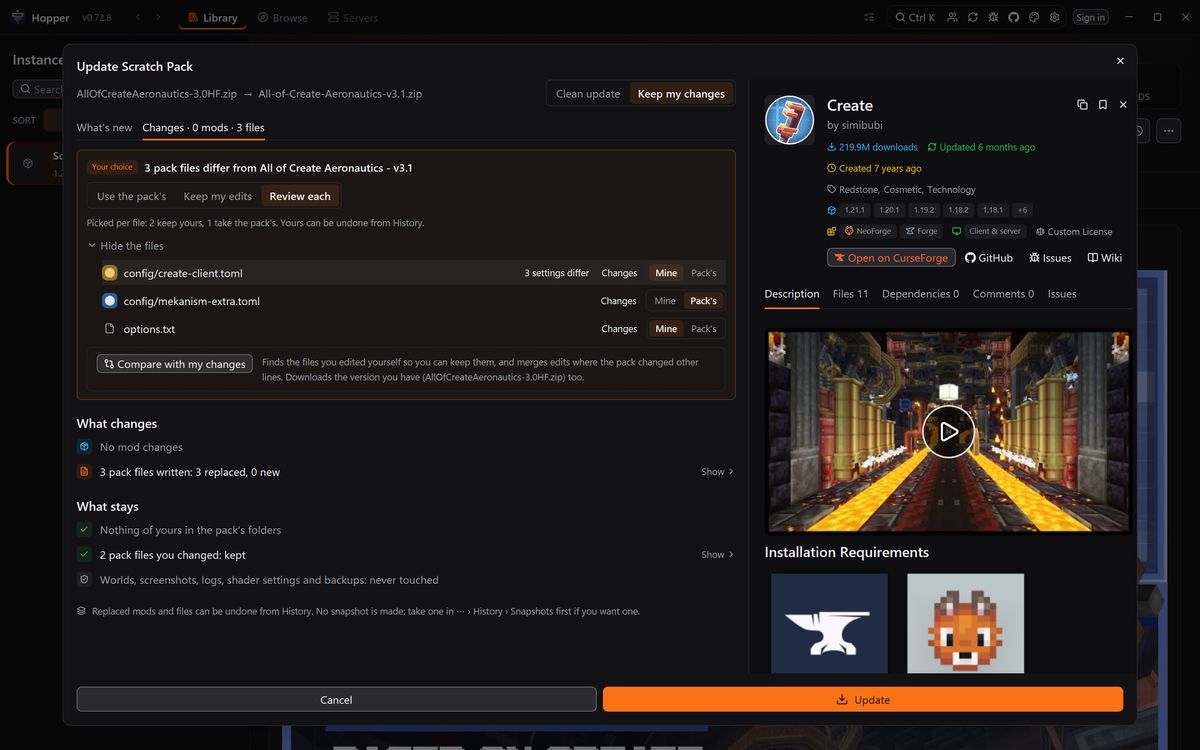 Hopper v0.72.8 Library Browse Servers Ctrl K Sign in
Instance
Search
SORT
Update Scratch Pack
AllOfCreateAeronautics-3.0HF.zip → All-of-Create-Aeronautics-v3.1.zip Clean update Keep my changes
What's new Changes · 0 mods · 3 files
Your choice 3 pack files differ from All of Create Aeronautics - v3.1
Use the pack's Keep my edits Review each
Picked per file: 2 keep yours, 1 take the pack's. Yours can be undone from History.
Hide the files
config/create-client.toml 3 settings differ Changes Mine Pack's
config/mekanism-extra.toml Changes Mine Pack's
options.txt Changes Mine Pack's
Compare with my changes
Finds the files you edited yourself so you can keep them, and merges edits where the pack changed other
lines. Downloads the version you have (AllOfCreateAeronautics-3.0HF.zip) too.
What changes
No mod changes
3 pack files written: 3 replaced, 0 new Show
What stays
Nothing of yours in the pack's folders
2 pack files you changed: kept Show
Worlds, screenshots, logs, shader settings and backups: never touched
Replaced mods and files can be undone from History. No snapshot is made: take one in ··· › History › Snapshots first if you want one.
Cancel Update
Create
by simibubi
219.9M downloads Updated 6 months ago
Created 7 years ago
Redstone, Cosmetic, Technology
1.21.1 1.20.1 1.19.2 1.18.2 1.18.1 +6
NeoForge Forge Client & server Custom License
Open on CurseForge GitHub Issues Wiki
Description Files 11 Dependencies 0 Comments 0 Issues
Installation Requirements